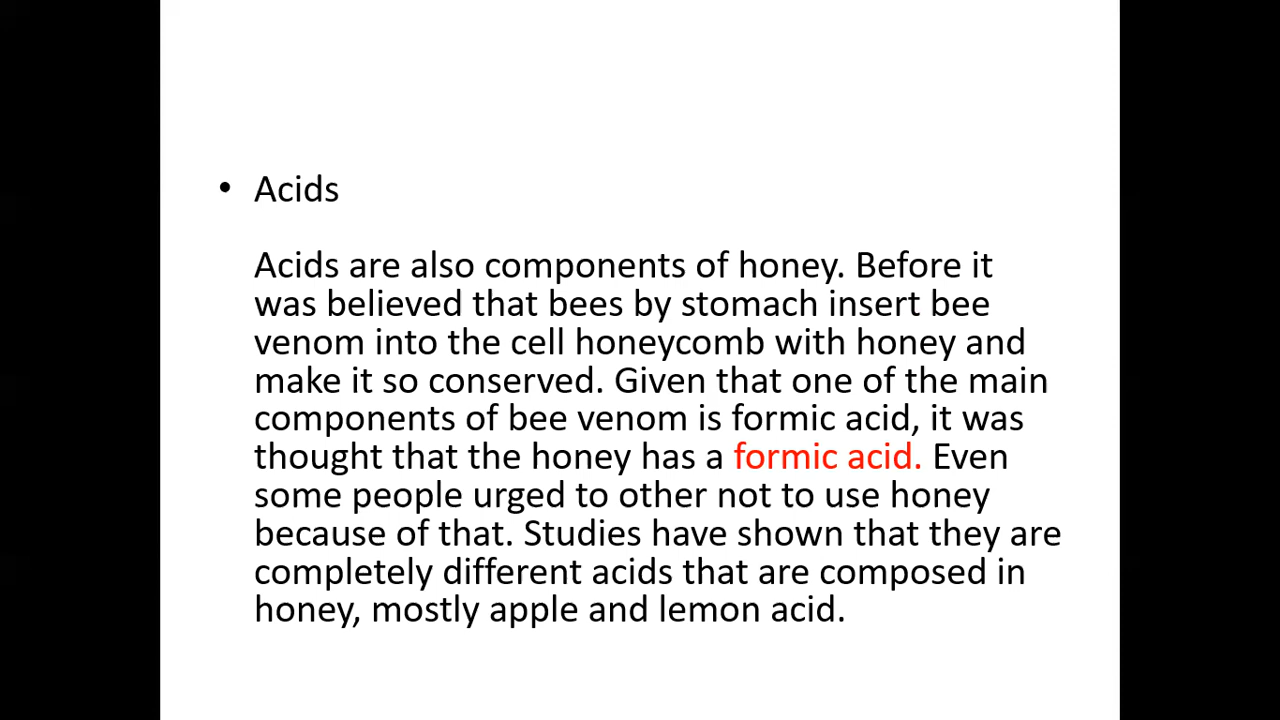 • Acids
Acids are also components of honey. Before it
was believed that bees by stomach insert bee
venom into the cell honeycomb with honey and
make it so conserved. Given that one of the main
components of bee venom is formic acid, it was
thought that the honey has a formic acid. Even
some people urged to other not to use honey
because of that. Studies have shown that they are
completely different acids that are composed in
honey, mostly apple and lemon acid.